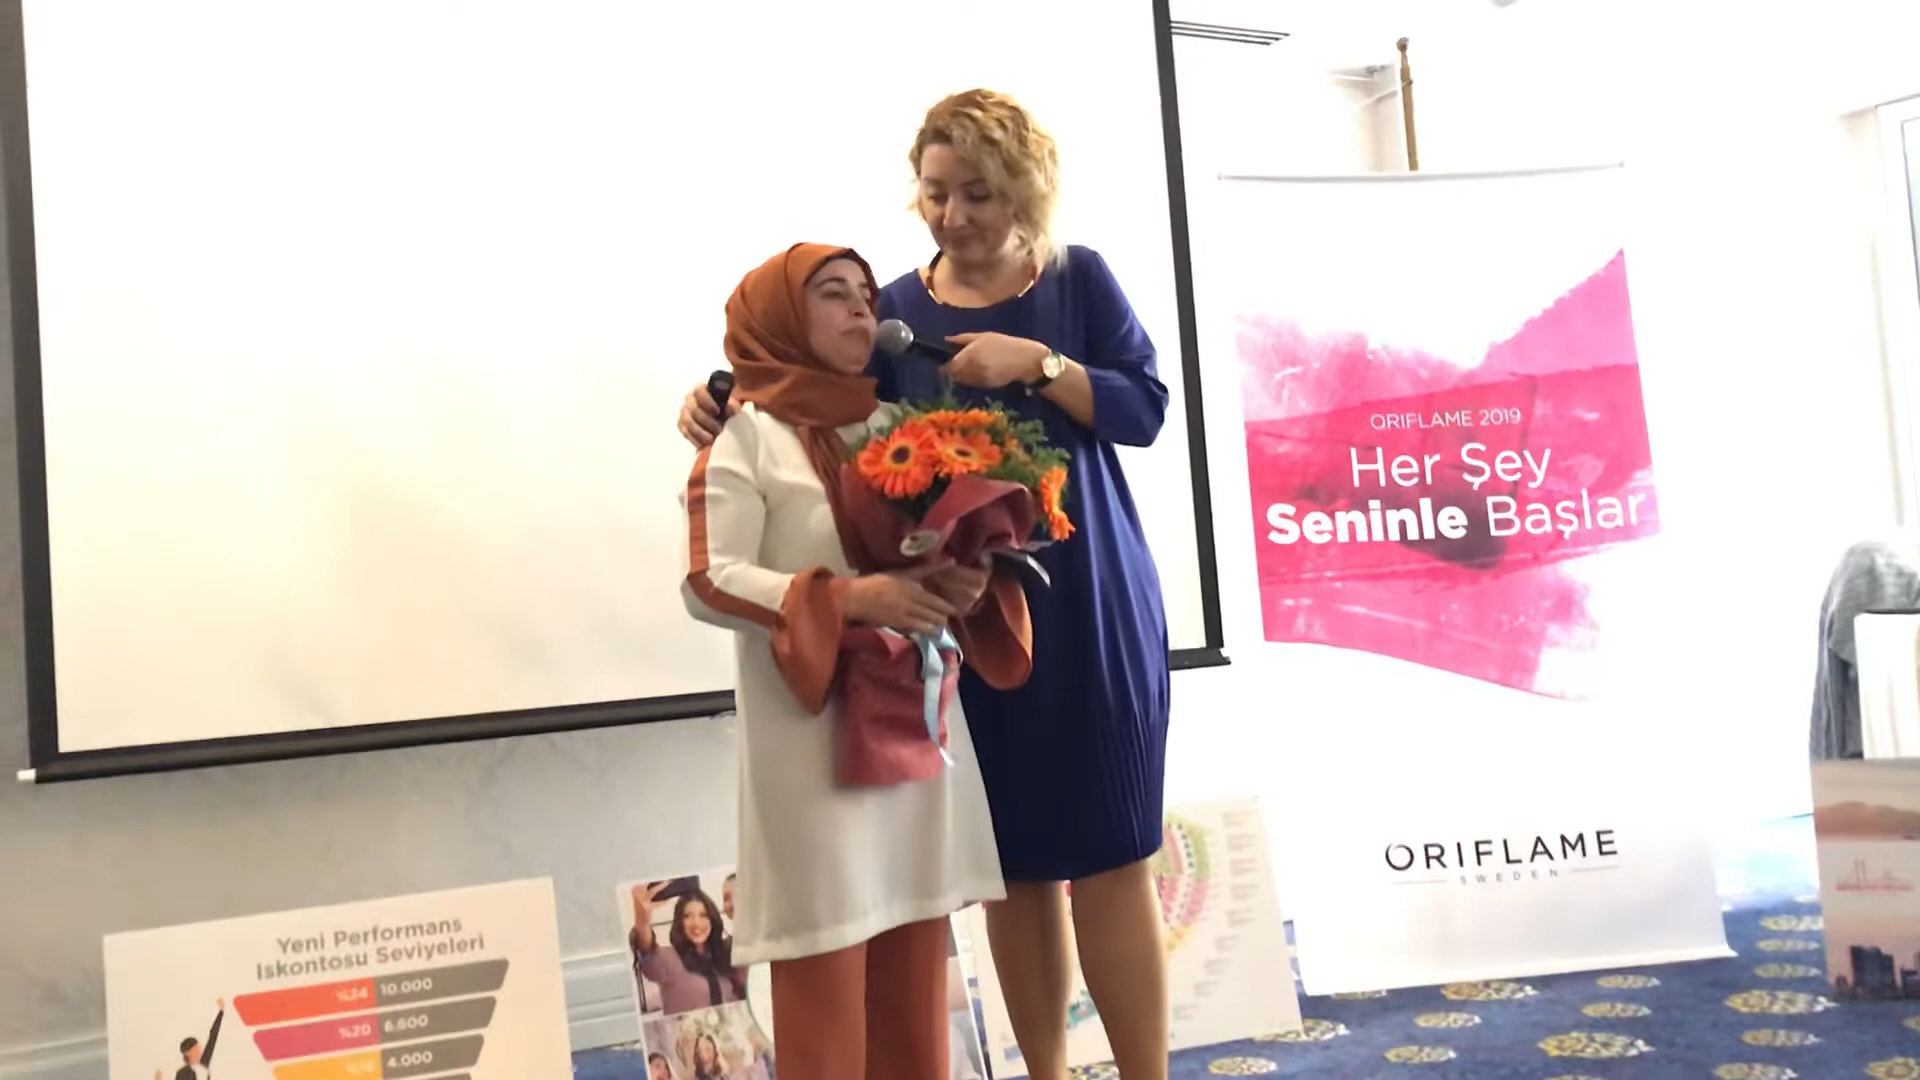 ORIFLAME 2019
Her Şey
Seninle Başlar
ORIFLAME
SWEDEN
Yeni Performans
Iskontosu Seviyeleri
%24 10.000
%20 6.600
4.000